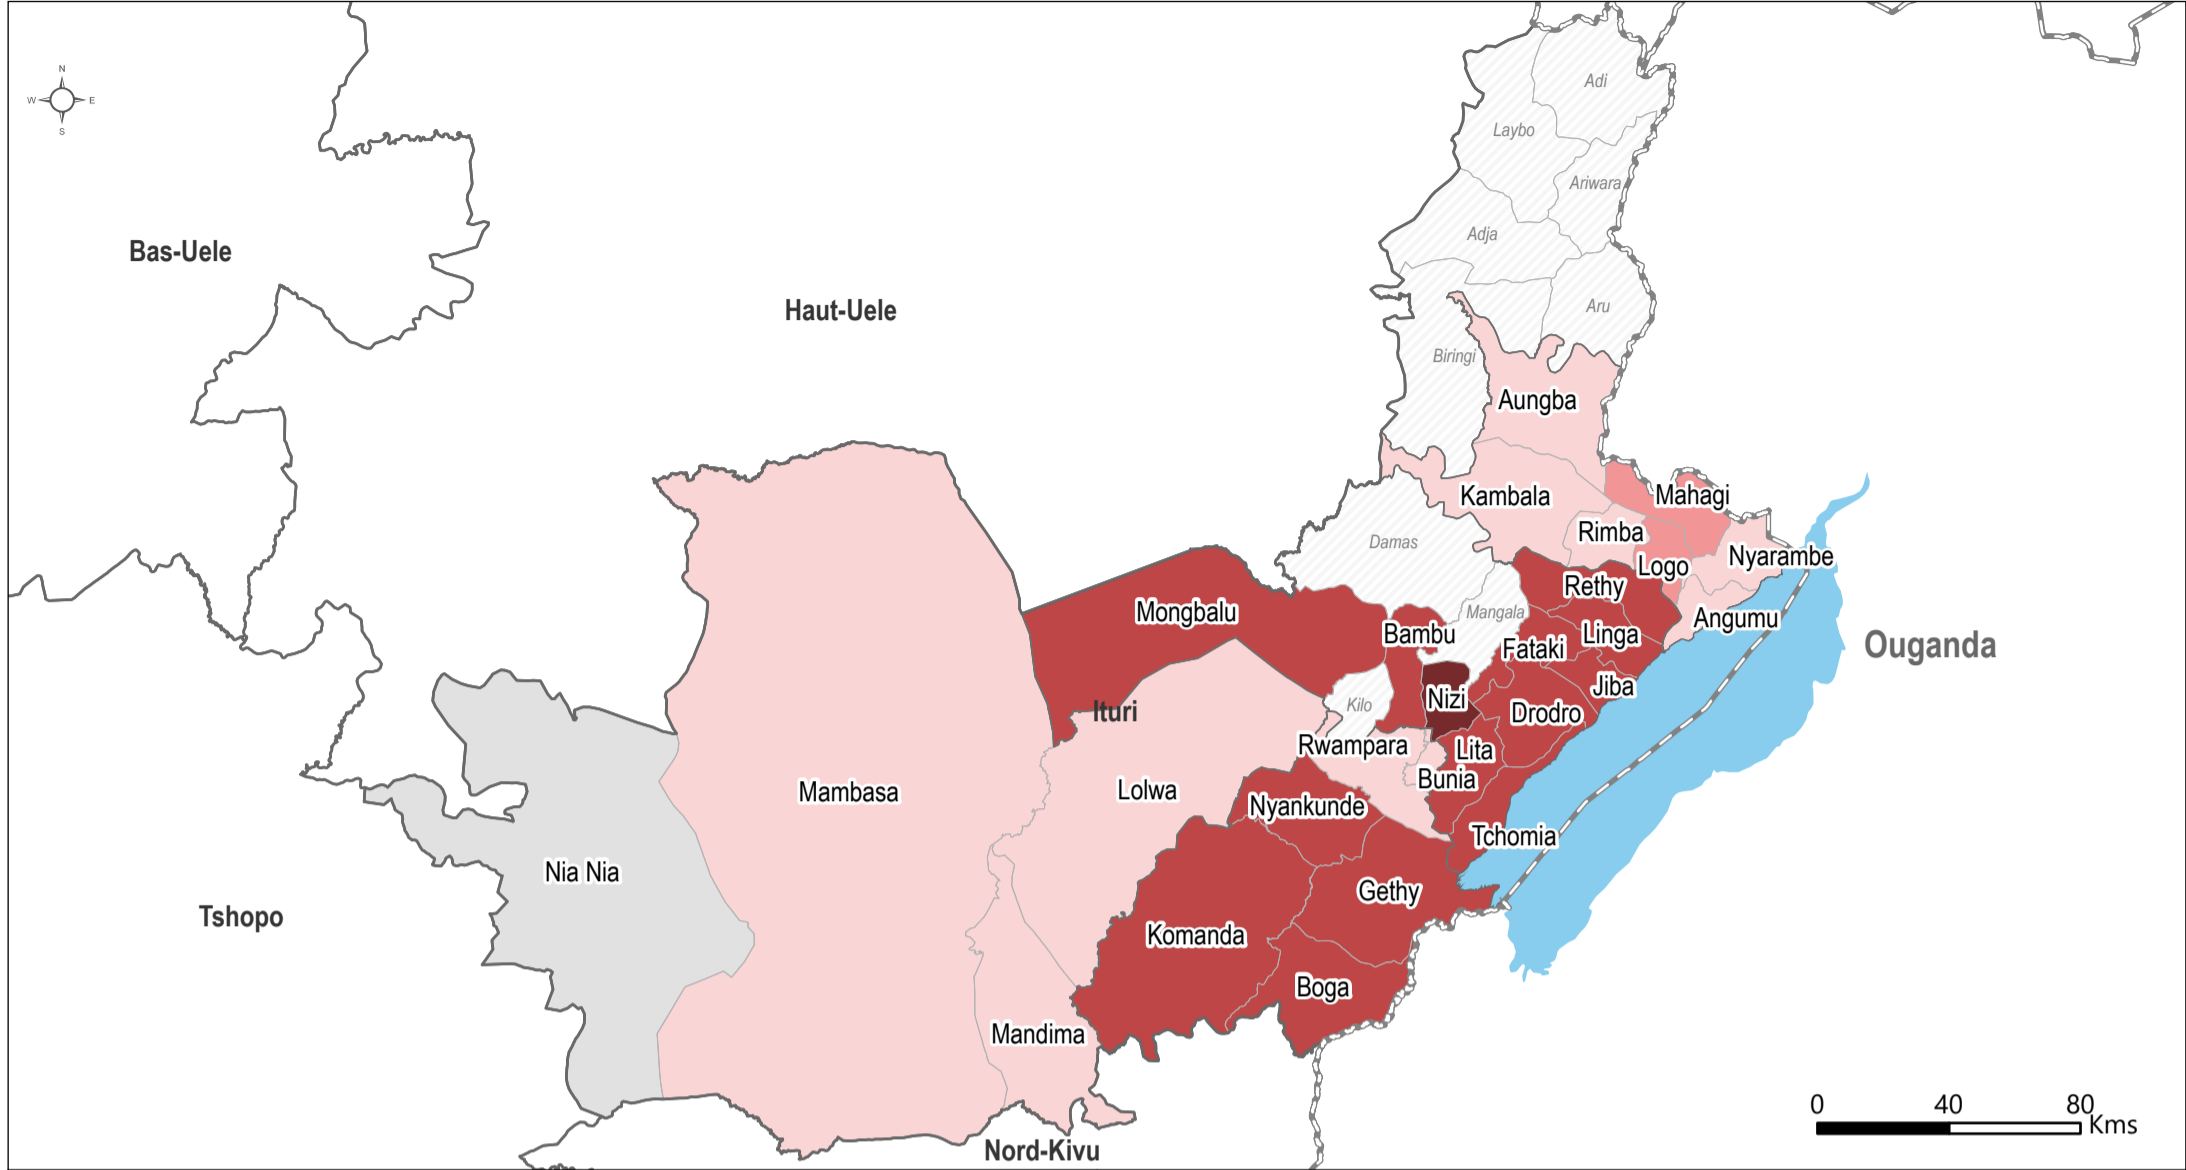 N
W
E
S
Adi
Laybo
Ariwara
Adja
Bas-Uele
Haut-Uele
Aru
Biringi
Aungba
Kambala
Mahagi
Rimba
Damas
Nyarambe
Logo
Rethy
Mongbalu
Mangala
Angumu
Bambu
Linga
Fataki
Ouganda
Jiba
Nizi
Kilo
Ituri
Drodro
Rwampara
Lita
Bunia
Mambasa
Lolwa
Nyankunde
Tchomia
Nia Nia
Gethy
Tshopo
Komanda
Boga
Mandima
0 40 80
Kms
Nord-Kivu